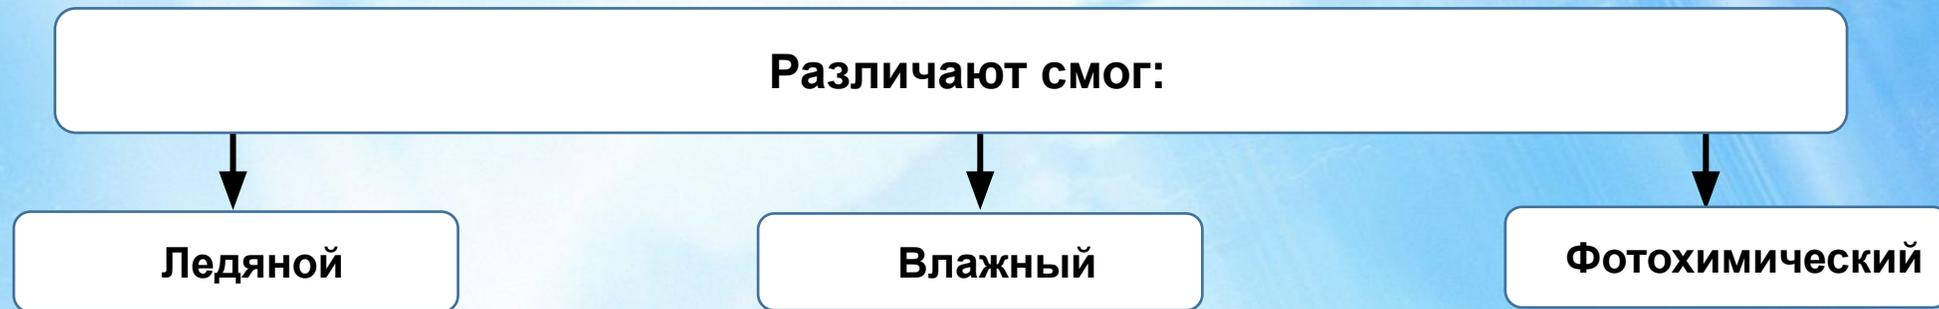 Различают смог:
Ледяной
Влажный
Фотохимический